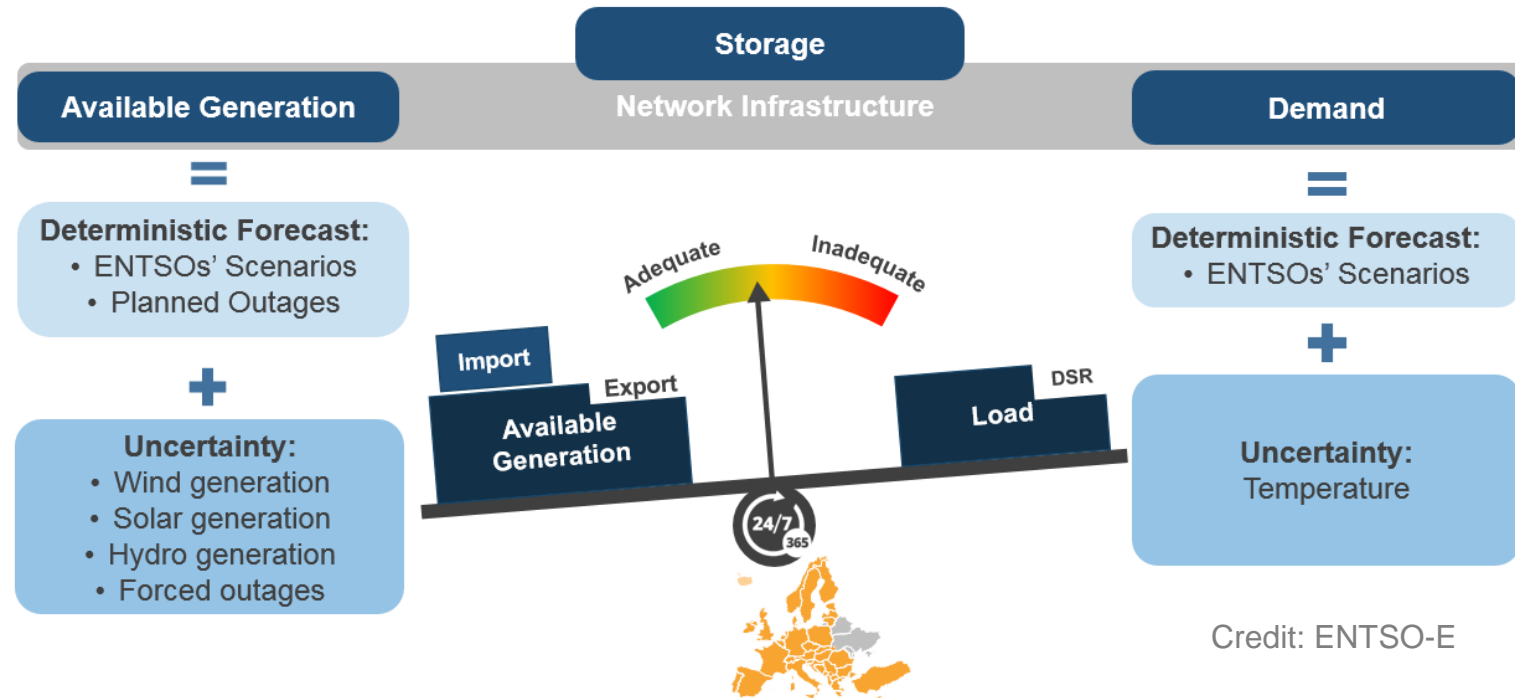 Storage
Available Generation
Network Infrastructure
Demand
=
=
Deterministic Forecast:
• ENTSOs’ Scenarios
• Planned Outages
Deterministic Forecast:
• ENTSOs’ Scenarios
+
+
Uncertainty:
• Wind generation
• Solar generation
• Hydro generation
• Forced outages
Adequate
Inadequate
Import
Export
Available
Generation
DSR
Load
24/7
365
Uncertainty:
Temperature
Credit: ENTSO-E